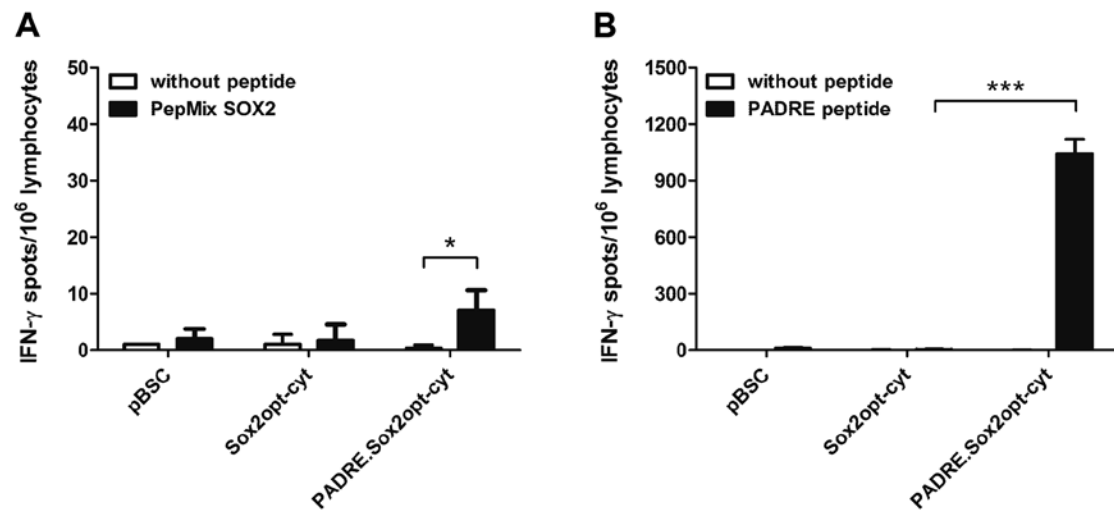 A
IFN-γ spots/10⁶ lymphocytes
50
40
30
20
10
0
without peptide
PepMix SOX2
*
pBSC
Sox2opt-cyt
PADRE.Sox2opt-cyt
B
IFN-γ spots/10⁶ lymphocytes
1500
1200
900
600
300
0
without peptide
PADRE peptide
***
pBSC
Sox2opt-cyt
PADRE.Sox2opt-cyt